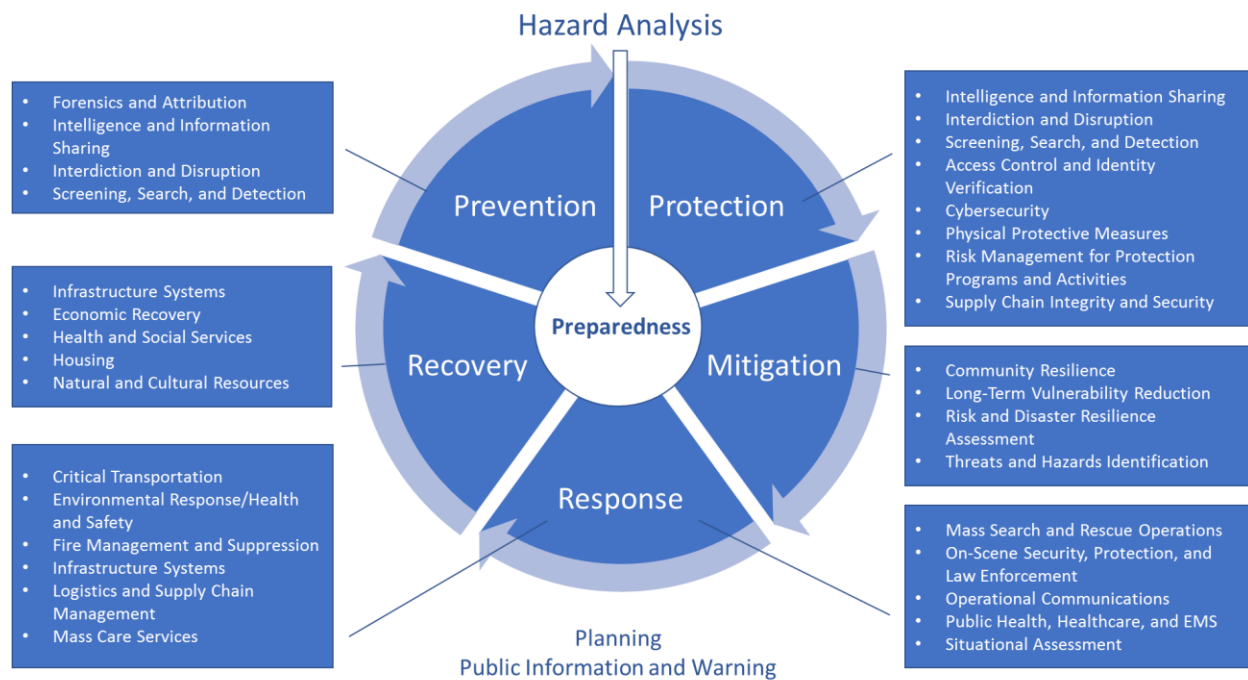 Hazard Analysis
• Forensics and Attribution
• Intelligence and Information
Sharing
• Interdiction and Disruption
• Screening, Search, and Detection
• Infrastructure Systems
• Economic Recovery
• Health and Social Services
• Housing
• Natural and Cultural Resources
• Critical Transportation
• Environmental Response/Health
and Safety
• Fire Management and Suppression
• Infrastructure Systems
• Logistics and Supply Chain
Management
• Mass Care Services
Prevention
Protection
Preparedness
Recovery
Mitigation
Response
Planning
Public Information and Warning
• Intelligence and Information Sharing
• Interdiction and Disruption
• Screening, Search, and Detection
• Access Control and Identity
Verification
• Cybersecurity
• Physical Protective Measures
• Risk Management for Protection
Programs and Activities
• Supply Chain Integrity and Security
• Community Resilience
• Long-Term Vulnerability Reduction
• Risk and Disaster Resilience
Assessment
• Threats and Hazards Identification
• Mass Search and Rescue Operations
• On-Scene Security, Protection, and
Law Enforcement
• Operational Communications
• Public Health, Healthcare, and EMS
• Situational Assessment